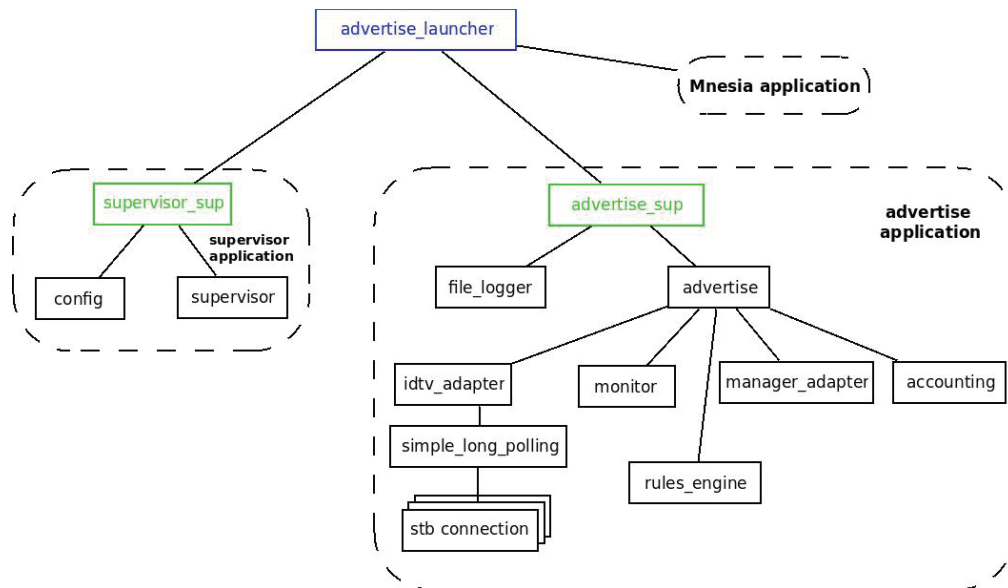 advertise_launcher
Mnesia application
supervisor_sup
supervisor
application
config
supervisor
advertise_sup
advertise
application
file_logger
advertise
idtv_adapter
monitor
manager_adapter
accounting
simple_long_polling
rules_engine
stb connection